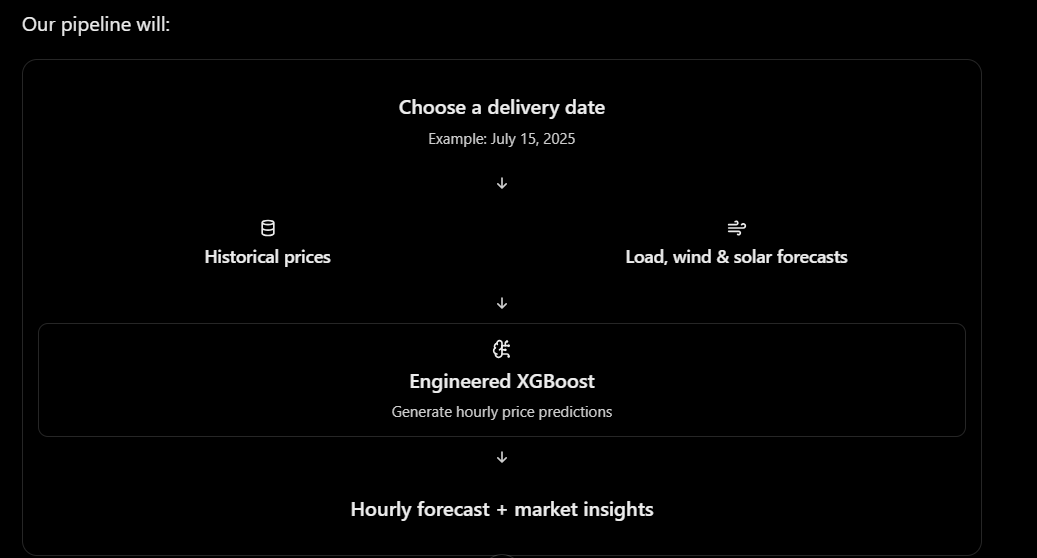 Our pipeline will:
Choose a delivery date
Example: July 15, 2025
Historical prices
Load, wind & solar forecasts
Engineered XGBoost
Generate hourly price predictions
Hourly forecast + market insights